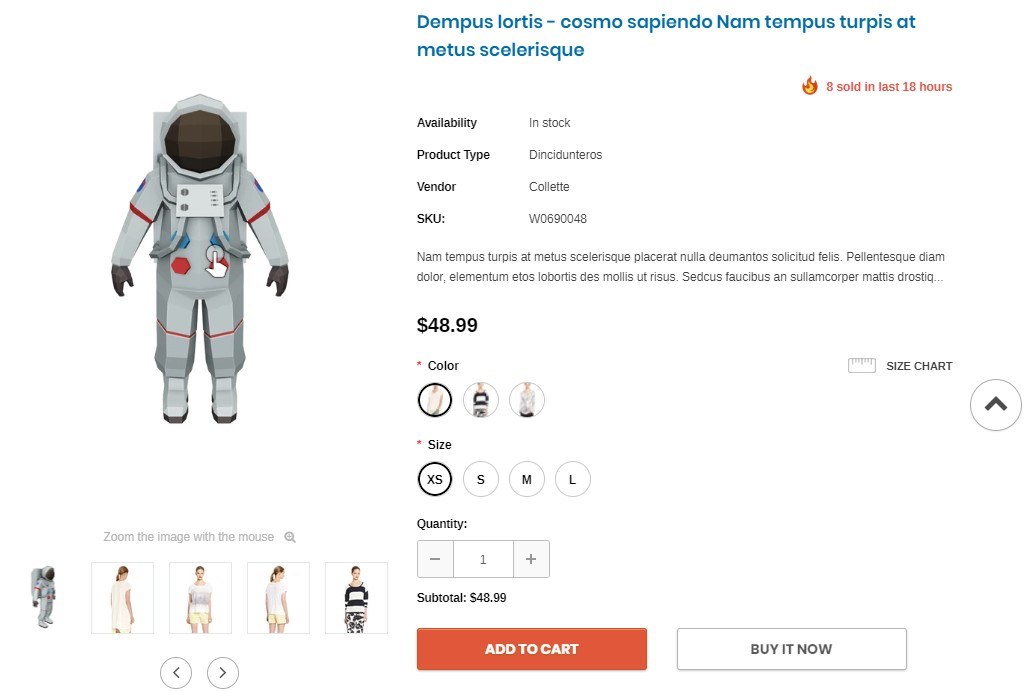 Dempus lortis - cosmo sapiendo Nam tempus turpis at
metus scelerisque
8 sold in last 18 hours
Availability In stock
Product Type Dincidunteros
Vendor Collette
SKU: W0690048
Nam tempus turpis at metus scelerisque placerat nulla deumantos solicitud felis. Pellentesque diam
dolor, elementum etos lobortis des mollis ut risus. Sedcus faucibus an sullamcorper mattis drostiq...
$48.99
* Color
SIZE CHART
* Size
XS S M L
Quantity:
− 1 +
Subtotal: $48.99
ADD TO CART BUY IT NOW
Zoom the image with the mouse